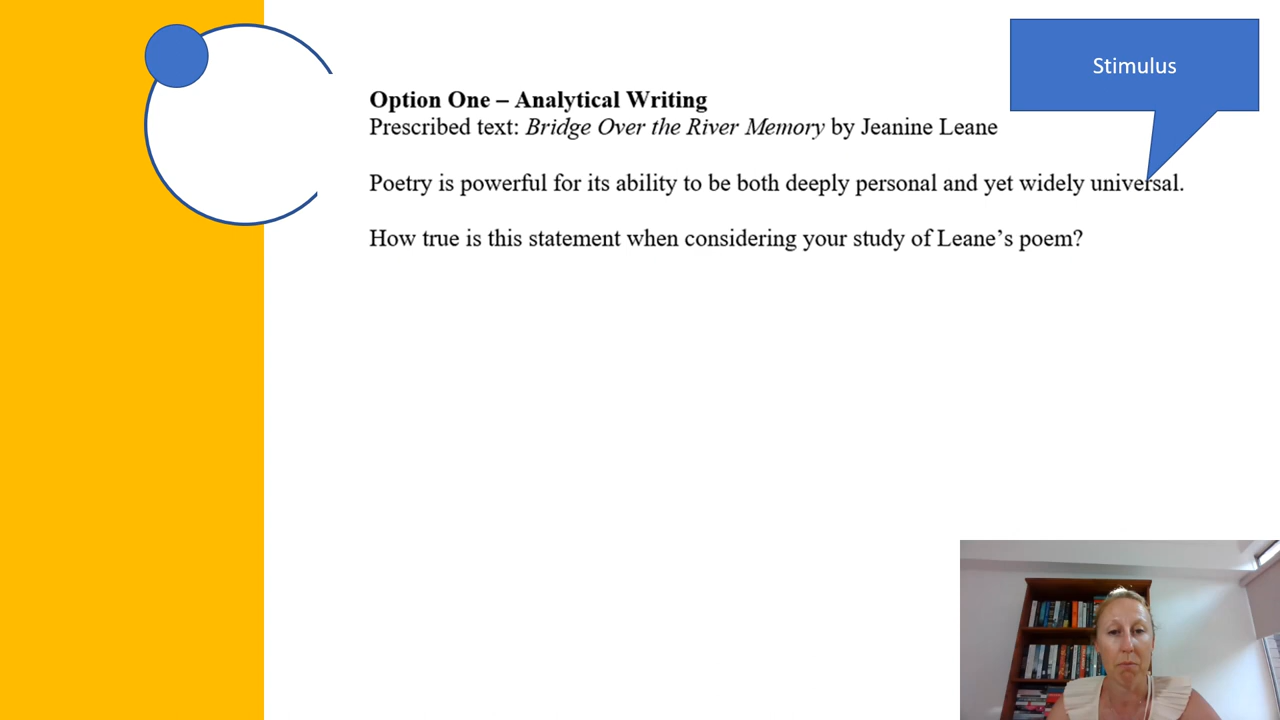 Stimulus
Option One – Analytical Writing
Prescribed text: Bridge Over the River Memory by Jeanine Leane
Poetry is powerful for its ability to be both deeply personal and yet widely universal.
How true is this statement when considering your study of Leane’s poem?